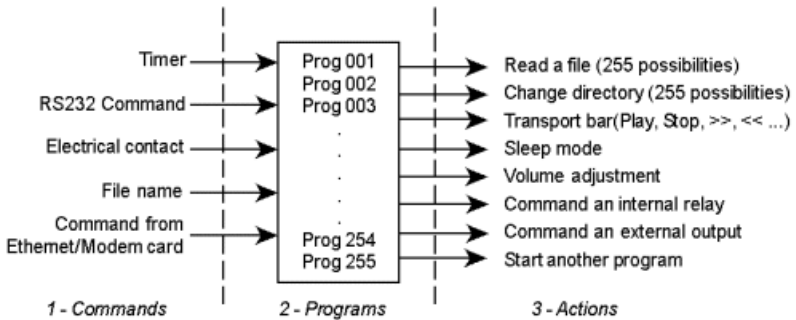 Timer
RS232 Command
Electrical contact
File name
Command from
Ethernet/Modem card
1 - Commands
Prog 001
Prog 002
Prog 003
.
.
.
.
.
Prog 254
Prog 255
2 - Programs
Read a file (255 possibilities)
Change directory (255 possibilities)
Transport bar(Play, Stop, >>, << ...)
Sleep mode
Volume adjustment
Command an internal relay
Command an external output
Start another program
3 - Actions